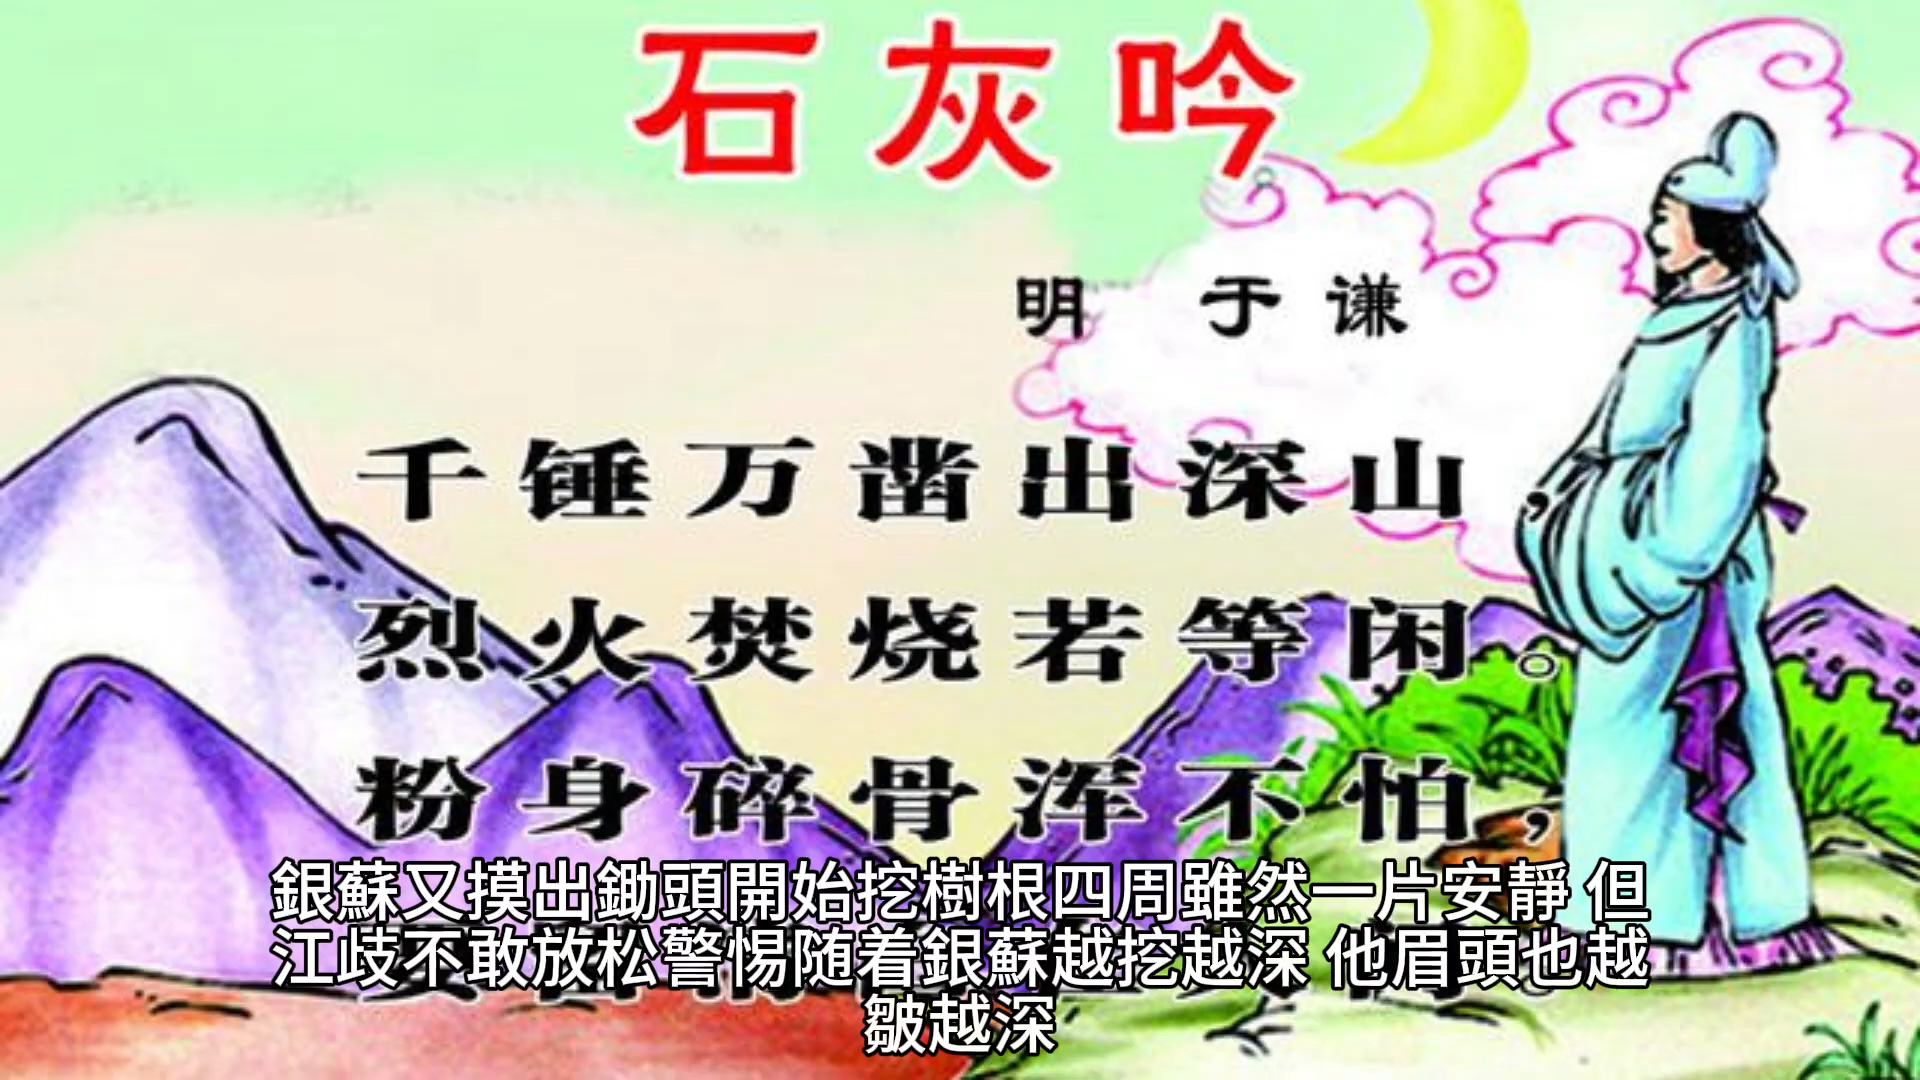 石灰吟
明 于谦
千锤万凿出深山，
烈火焚烧若等闲。
粉身碎骨浑不怕，
銀蘇又摸出鋤頭開始挖樹根四周雖然一片安靜 但
江歧不敢放松警惕随着銀蘇越挖越深 他眉頭也越
皺越深